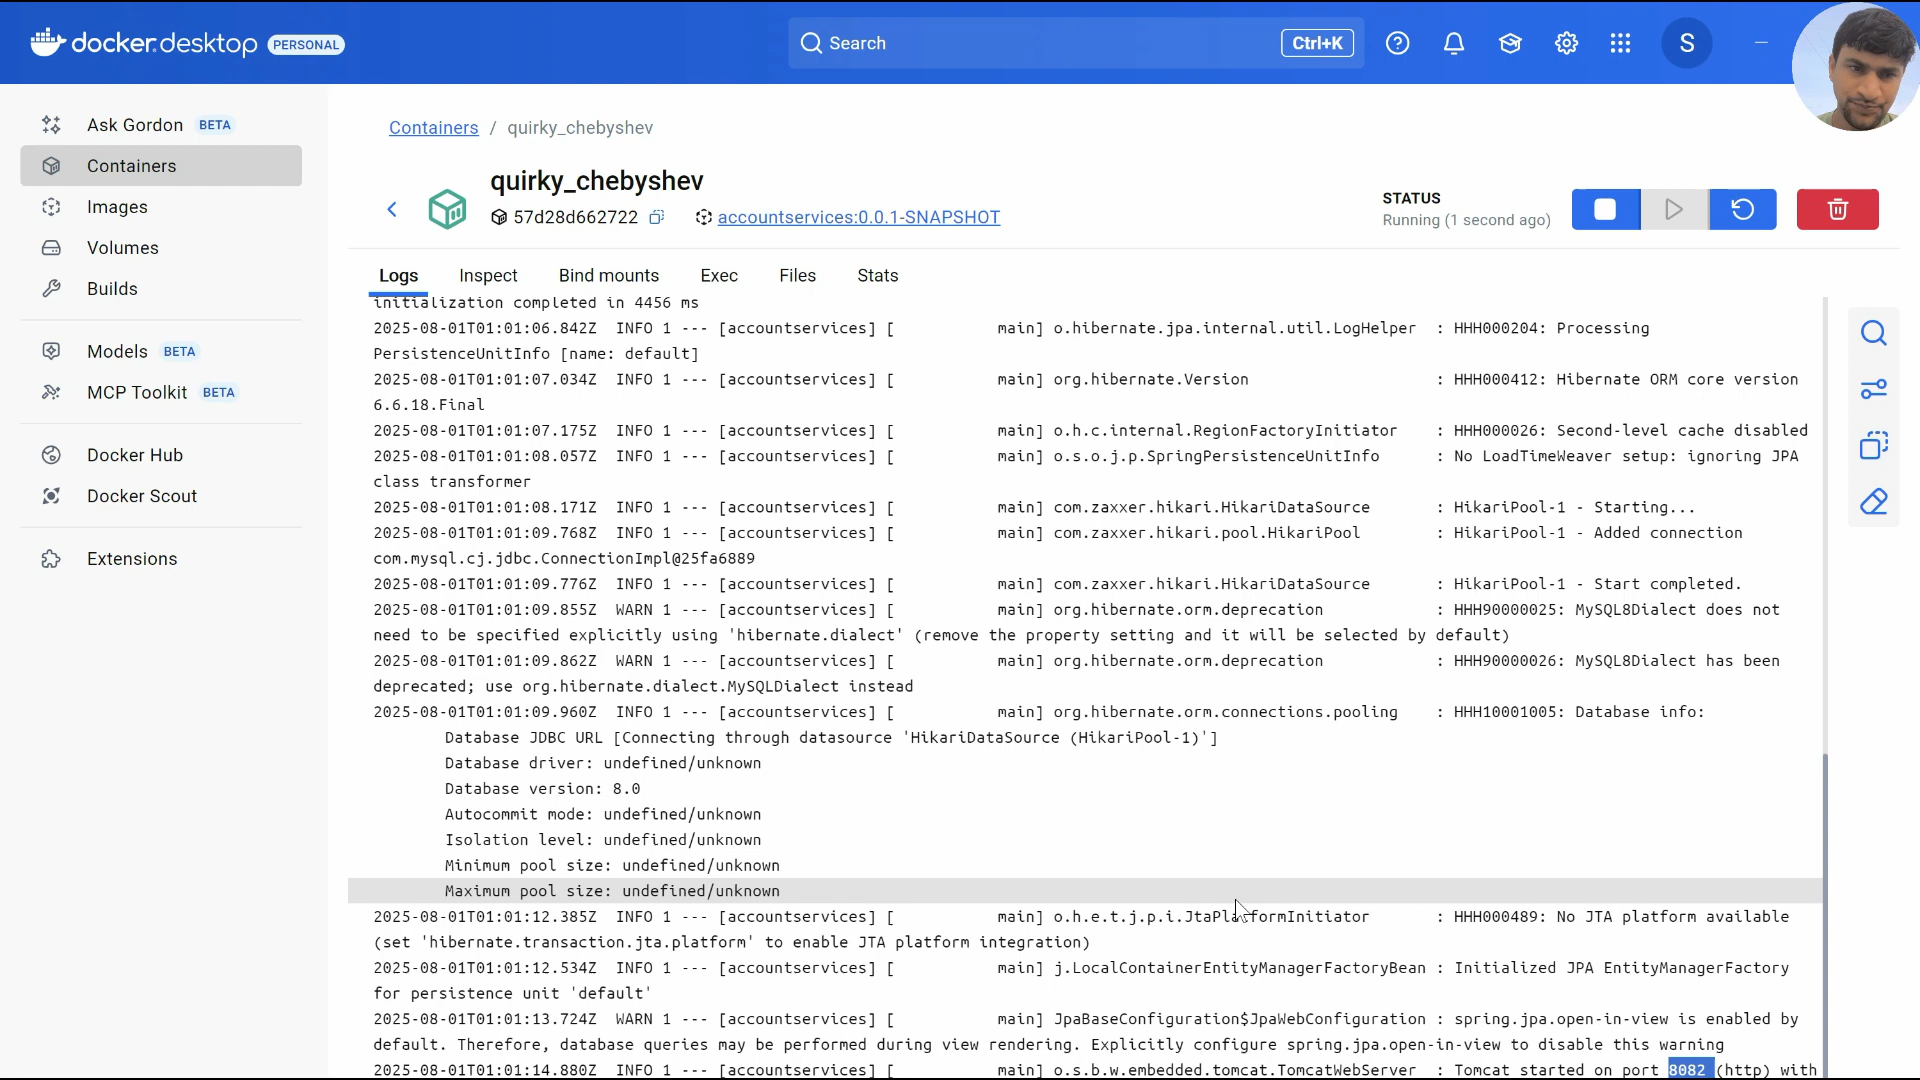 docker.desktop PERSONAL
Search
Ctrl+K
S
Ask Gordon BETA
Containers
Images
Volumes
Builds
Models BETA
MCP Toolkit BETA
Docker Hub
Docker Scout
Extensions
Containers / quirky_chebyshev
quirky_chebyshev
57d28d662722 accountservices:0.0.1-SNAPSHOT
STATUS
Running (1 second ago)
Logs Inspect Bind mounts Exec Files Stats
initialization completed in 4456 ms
2025-08-01T01:01:06.842Z  INFO 1 --- [accountservices] [           main] o.hibernate.jpa.internal.util.LogHelper  : HHH000204: Processing
PersistenceUnitInfo [name: default]
2025-08-01T01:01:07.034Z  INFO 1 --- [accountservices] [           main] org.hibernate.Version                    : HHH000412: Hibernate ORM core version
6.6.18.Final
2025-08-01T01:01:07.175Z  INFO 1 --- [accountservices] [           main] o.h.c.internal.RegionFactoryInitiator    : HHH000026: Second-level cache disabled
2025-08-01T01:01:08.057Z  INFO 1 --- [accountservices] [           main] o.s.o.j.p.SpringPersistenceUnitInfo      : No LoadTimeWeaver setup: ignoring JPA
class transformer
2025-08-01T01:01:08.171Z  INFO 1 --- [accountservices] [           main] com.zaxxer.hikari.HikariDataSource       : HikariPool-1 - Starting...
2025-08-01T01:01:09.768Z  INFO 1 --- [accountservices] [           main] com.zaxxer.hikari.pool.HikariPool        : HikariPool-1 - Added connection
com.mysql.cj.jdbc.ConnectionImpl@25fa6889
2025-08-01T01:01:09.776Z  INFO 1 --- [accountservices] [           main] com.zaxxer.hikari.HikariDataSource       : HikariPool-1 - Start completed.
2025-08-01T01:01:09.855Z  WARN 1 --- [accountservices] [           main] org.hibernate.orm.deprecation            : HHH90000025: MySQL8Dialect does not
need to be specified explicitly using 'hibernate.dialect' (remove the property setting and it will be selected by default)
2025-08-01T01:01:09.862Z  WARN 1 --- [accountservices] [           main] org.hibernate.orm.deprecation            : HHH90000026: MySQL8Dialect has been
deprecated; use org.hibernate.dialect.MySQLDialect instead
2025-08-01T01:01:09.960Z  INFO 1 --- [accountservices] [           main] org.hibernate.orm.connections.pooling    : HHH10001005: Database info:
Database JDBC URL [Connecting through datasource 'HikariDataSource (HikariPool-1)']
Database driver: undefined/unknown
Database version: 8.0
Autocommit mode: undefined/unknown
Isolation level: undefined/unknown
Minimum pool size: undefined/unknown
Maximum pool size: undefined/unknown
2025-08-01T01:01:12.385Z  INFO 1 --- [accountservices] [           main] o.h.e.t.j.p.i.JtaPlatformInitiator       : HHH000489: No JTA platform available
(set 'hibernate.transaction.jta.platform' to enable JTA platform integration)
2025-08-01T01:01:12.534Z  INFO 1 --- [accountservices] [           main] j.LocalContainerEntityManagerFactoryBean : Initialized JPA EntityManagerFactory
for persistence unit 'default'
2025-08-01T01:01:13.724Z  WARN 1 --- [accountservices] [           main] JpaBaseConfiguration$JpaWebConfiguration : spring.jpa.open-in-view is enabled by
default. Therefore, database queries may be performed during view rendering. Explicitly configure spring.jpa.open-in-view to disable this warning
2025-08-01T01:01:14.880Z  INFO 1 --- [accountservices] [           main] o.s.b.w.embedded.tomcat.TomcatWebServer  : Tomcat started on port 8082 (http) with